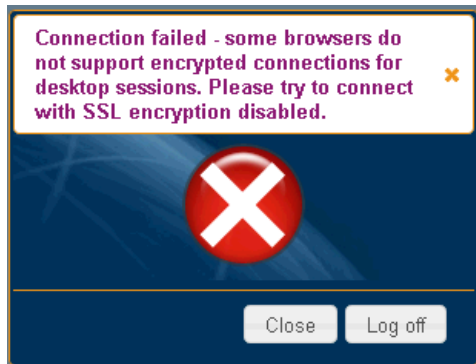 Connection failed - some browsers do
not support encrypted connections for
desktop sessions. Please try to connect
with SSL encryption disabled.
Close
Log off